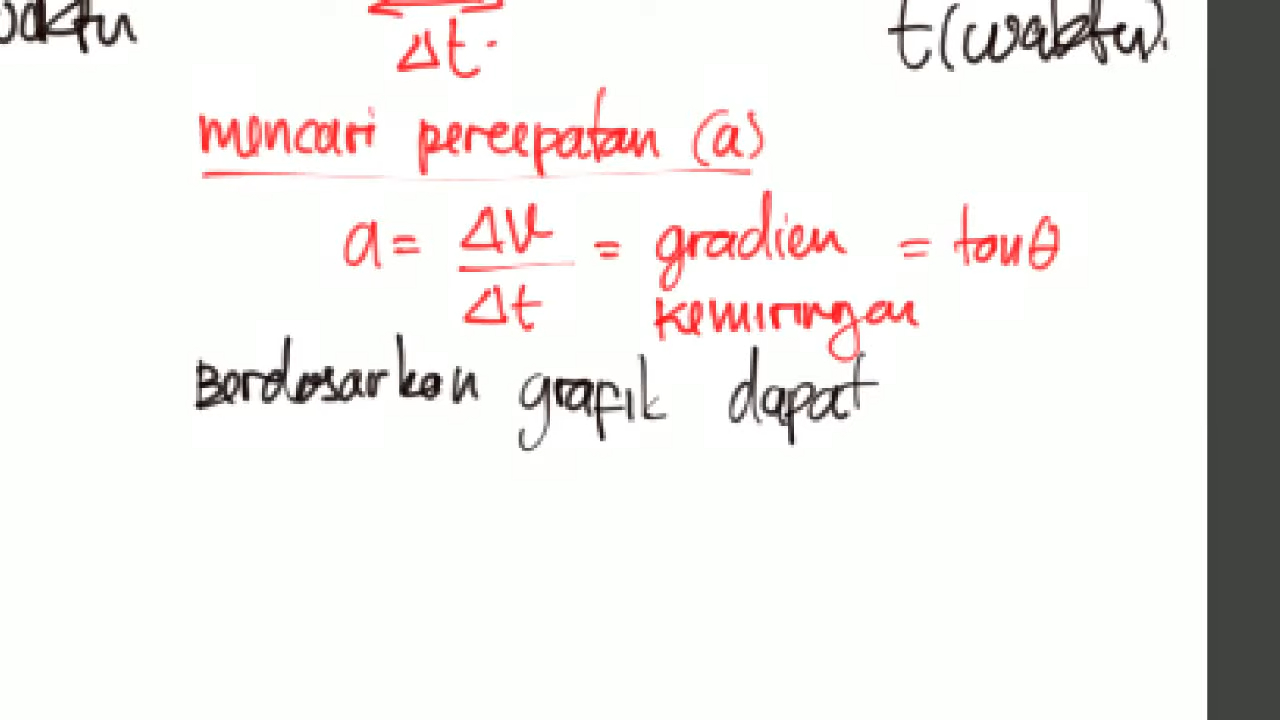 waktu
Δt.
t(waktu).
mencari percepatan (a)
a = Δv/Δt = gradien kemiringan = tanθ
Berdasarkan grafik dapat